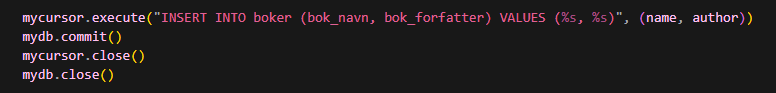 mycursor.execute("INSERT INTO boker (bok_navn, bok_forfatter) VALUES (%s, %s)", (name, author))
mydb.commit()
mycursor.close()
mydb.close()